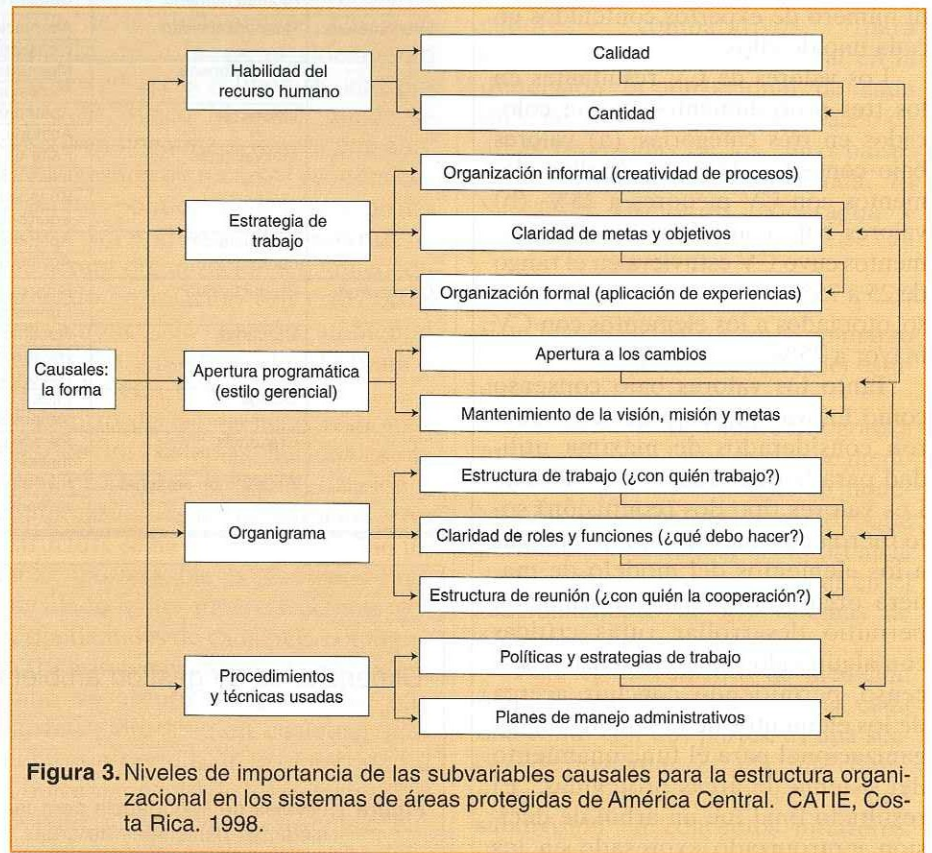 Habilidad del
recurso humano
Calidad
Cantidad
Estrategia de
trabajo
Organización informal (creatividad de procesos)
Claridad de metas y objetivos
Organización formal (aplicación de experiencias)
Causales:
la forma
Apertura programática
(estilo gerencial)
Apertura a los cambios
Mantenimiento de la visión, misión y metas
Organigrama
Estructura de trabajo (¿con quién trabajo?)
Claridad de roles y funciones (¿qué debo hacer?)
Estructura de reunión (¿con quién la cooperación?)
Procedimientos
y técnicas usadas
Políticas y estrategias de trabajo
Planes de manejo administrativos
Figura 3. Niveles de importancia de las subvariables causales para la estructura organi-
zacional en los sistemas de áreas protegidas de América Central. CATIE, Cos-
ta Rica. 1998.